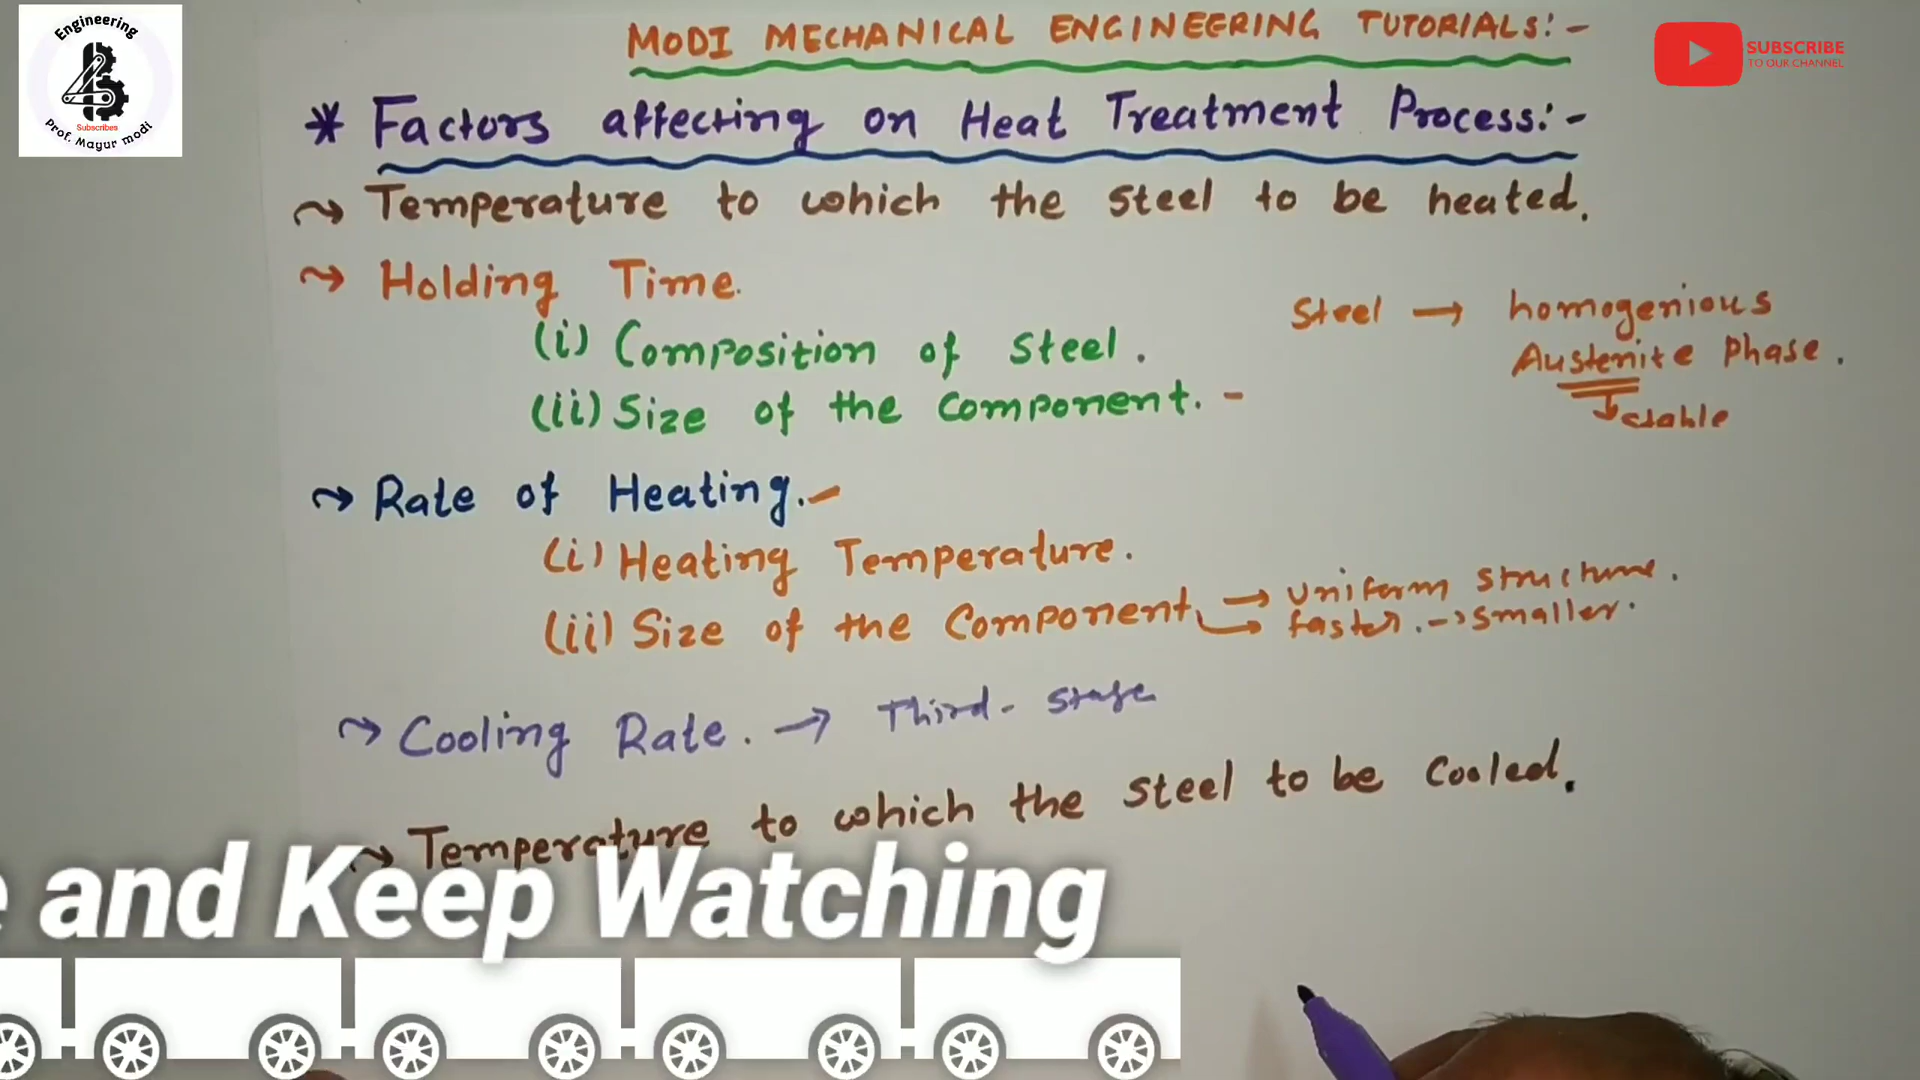 Engineering
Subscribes
Prof. Mayur modi
MODI MECHANICAL ENGINEERING TUTORIALS:-
SUBSCRIBE
TO OUR CHANNEL
* Factors affecting on Heat Treatment Process:-
Temperature to which the steel to be heated.
Holding Time.
(i) Composition of steel.
(ii) Size of the component. -
Steel → homogenious
Austenite phase.
↓ stable
Rate of Heating. -
(i) Heating Temperature.
(ii) Size of the Component → uniform structure.
→ faster. → smaller.
Cooling Rate. → Third - stage
Temperature to which the steel to be cooled.
and Keep Watching